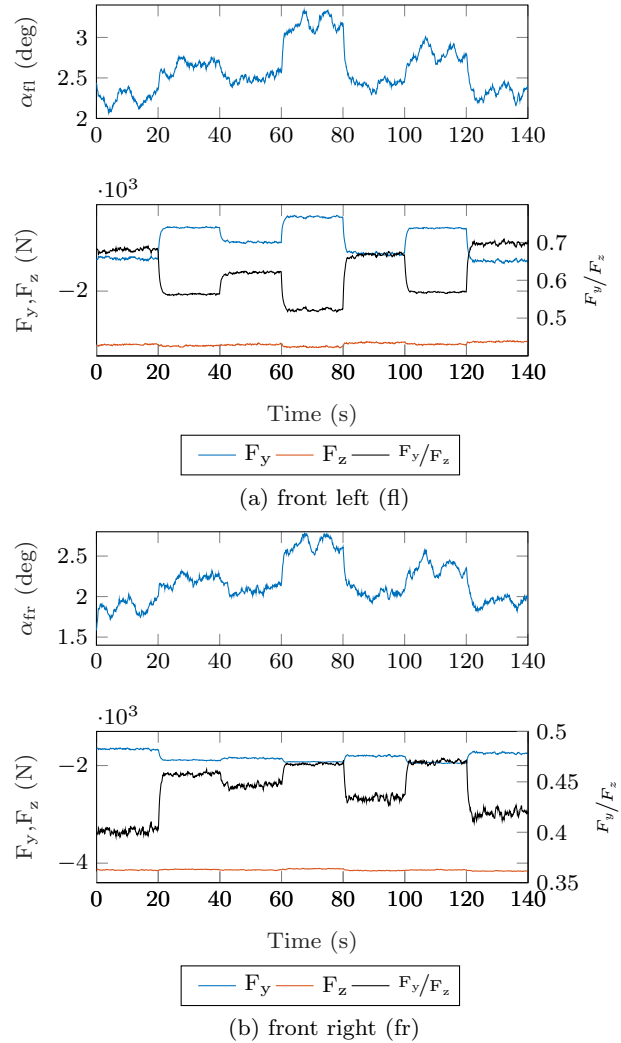 3
2.5
2
α_fl (deg)
0 20 40 60 80 100 120 140
·10³
F_y,F_z (N)
−2
0.7
0.6
0.5
F_y/F_z
0 20 40 60 80 100 120 140
Time (s)
F_y F_z F_y/F_z
(a) front left (fl)
2.5
2
1.5
α_fr (deg)
0 20 40 60 80 100 120 140
·10³
−2
−4
F_y,F_z (N)
0.5
0.45
0.4
0.35
F_y/F_z
0 20 40 60 80 100 120 140
Time (s)
F_y F_z F_y/F_z
(b) front right (fr)